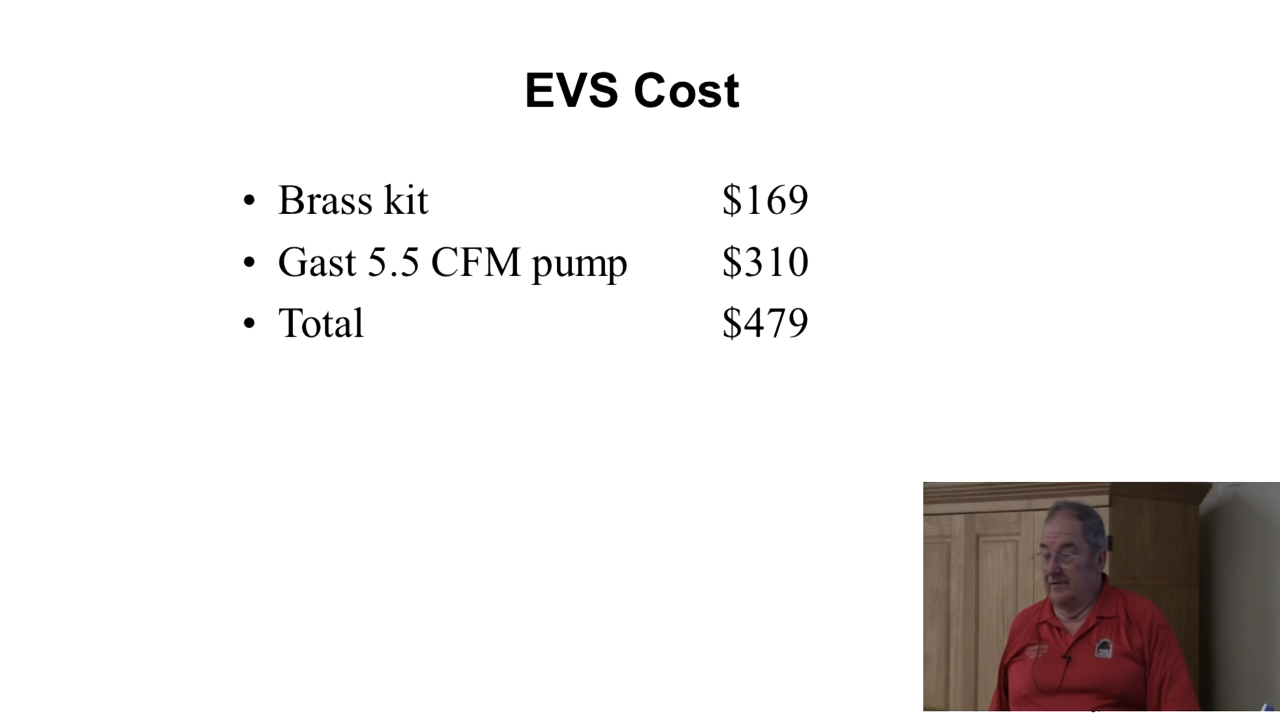 EVS Cost
• Brass kit $169
• Gast 5.5 CFM pump $310
• Total $479